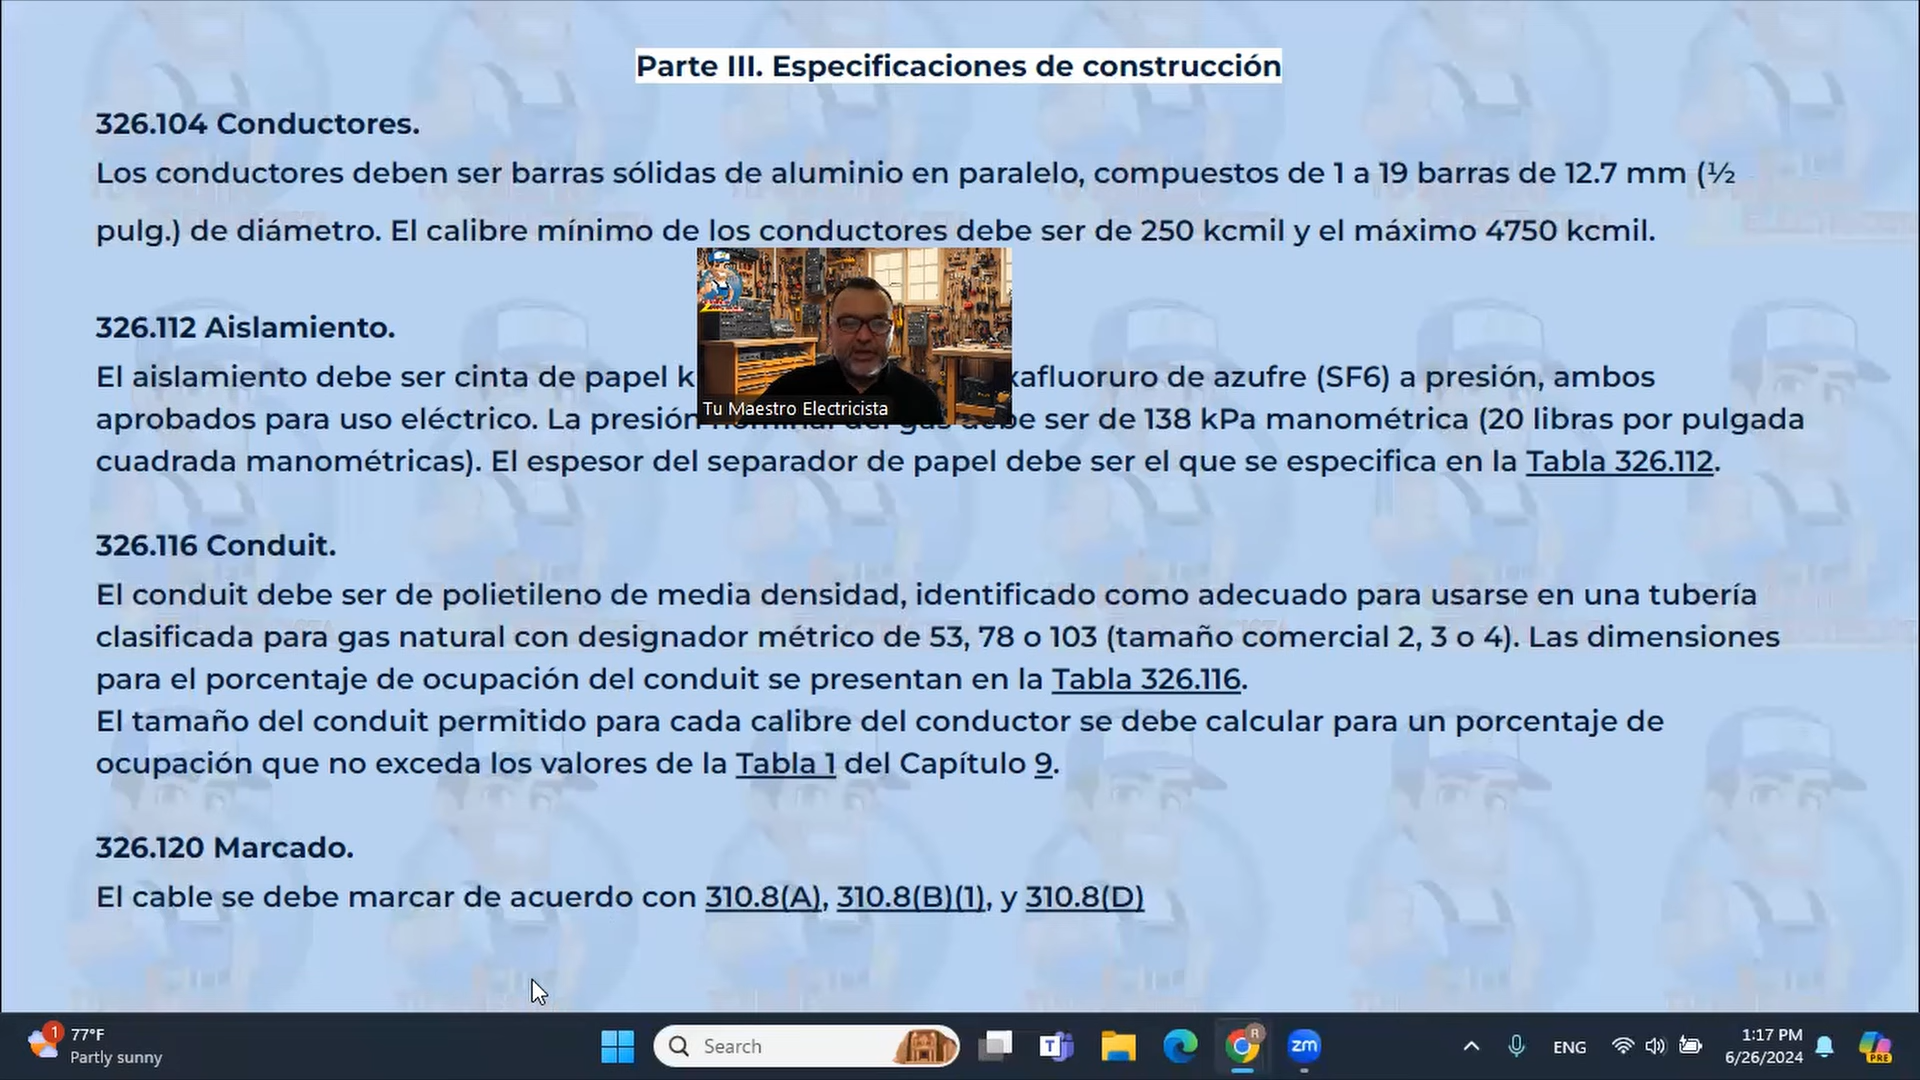 Parte III. Especificaciones de construcción
326.104 Conductores.
Los conductores deben ser barras sólidas de aluminio en paralelo, compuestos de 1 a 19 barras de 12.7 mm (½
pulg.) de diámetro. El calibre mínimo de los conductores debe ser de 250 kcmil y el máximo 4750 kcmil.
326.112 Aislamiento.
El aislamiento debe ser cinta de papel k xafluoruro de azufre (SF6) a presión, ambos
Tu Maestro Electricista
aprobados para uso eléctrico. La presión nominal del gas debe ser de 138 kPa manométrica (20 libras por pulgada
cuadrada manométricas). El espesor del separador de papel debe ser el que se especifica en la Tabla 326.112.
326.116 Conduit.
El conduit debe ser de polietileno de media densidad, identificado como adecuado para usarse en una tubería
clasificada para gas natural con designador métrico de 53, 78 o 103 (tamaño comercial 2, 3 o 4). Las dimensiones
para el porcentaje de ocupación del conduit se presentan en la Tabla 326.116.
El tamaño del conduit permitido para cada calibre del conductor se debe calcular para un porcentaje de
ocupación que no exceda los valores de la Tabla 1 del Capítulo 9.
326.120 Marcado.
El cable se debe marcar de acuerdo con 310.8(A), 310.8(B)(1), y 310.8(D)
1
77°F
Partly sunny
Search
T
R
zm
ENG
1:17 PM
6/26/2024
PRE